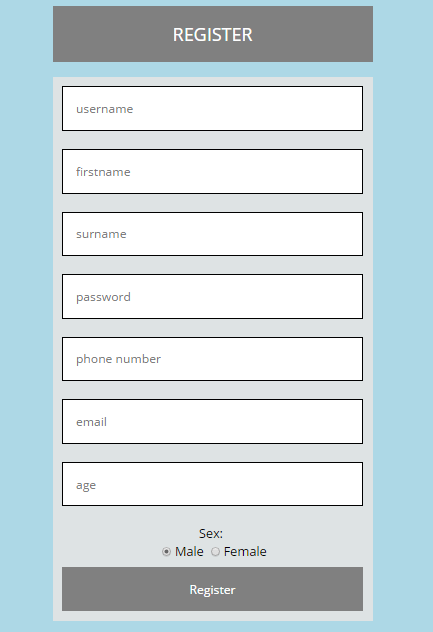 REGISTER
username
firstname
surname
password
phone number
email
age
Sex:
Male Female
Register